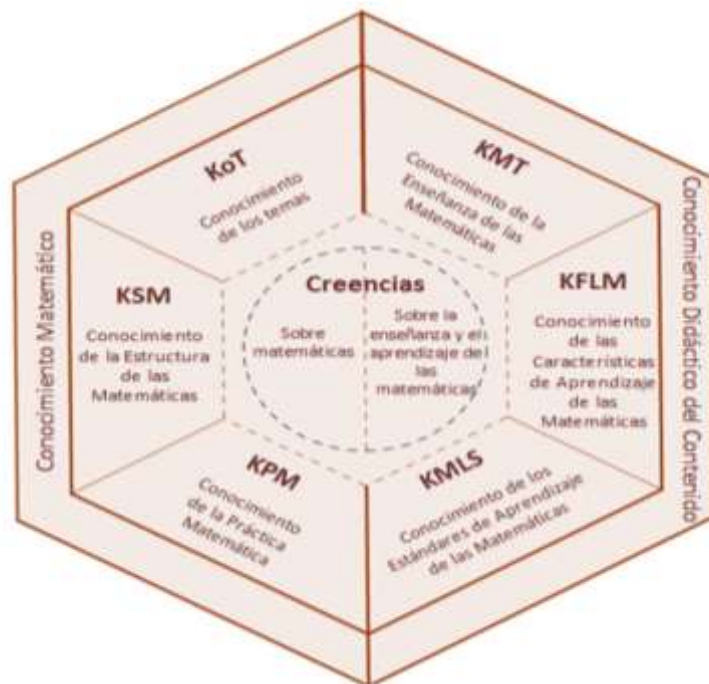 Conocimiento Matemático
KoT
Conocimiento
de los temas
KMT
Conocimiento de la
Enseñanza de las
Matemáticas
KSM
Conocimiento
de la Estructura
de las
Matemáticas
Creencias
Sobre
matemáticas
Sobre la
enseñanza y el
aprendizaje de
las
matemáticas
KFLM
Conocimiento
de las
Características
de Aprendizaje
de las
Matemáticas
KPM
Conocimiento
de la Práctica
Matemática
KMLS
Conocimiento de los
Estándares de Aprendizaje
de las Matemáticas
Conocimiento Didáctico del Contenido